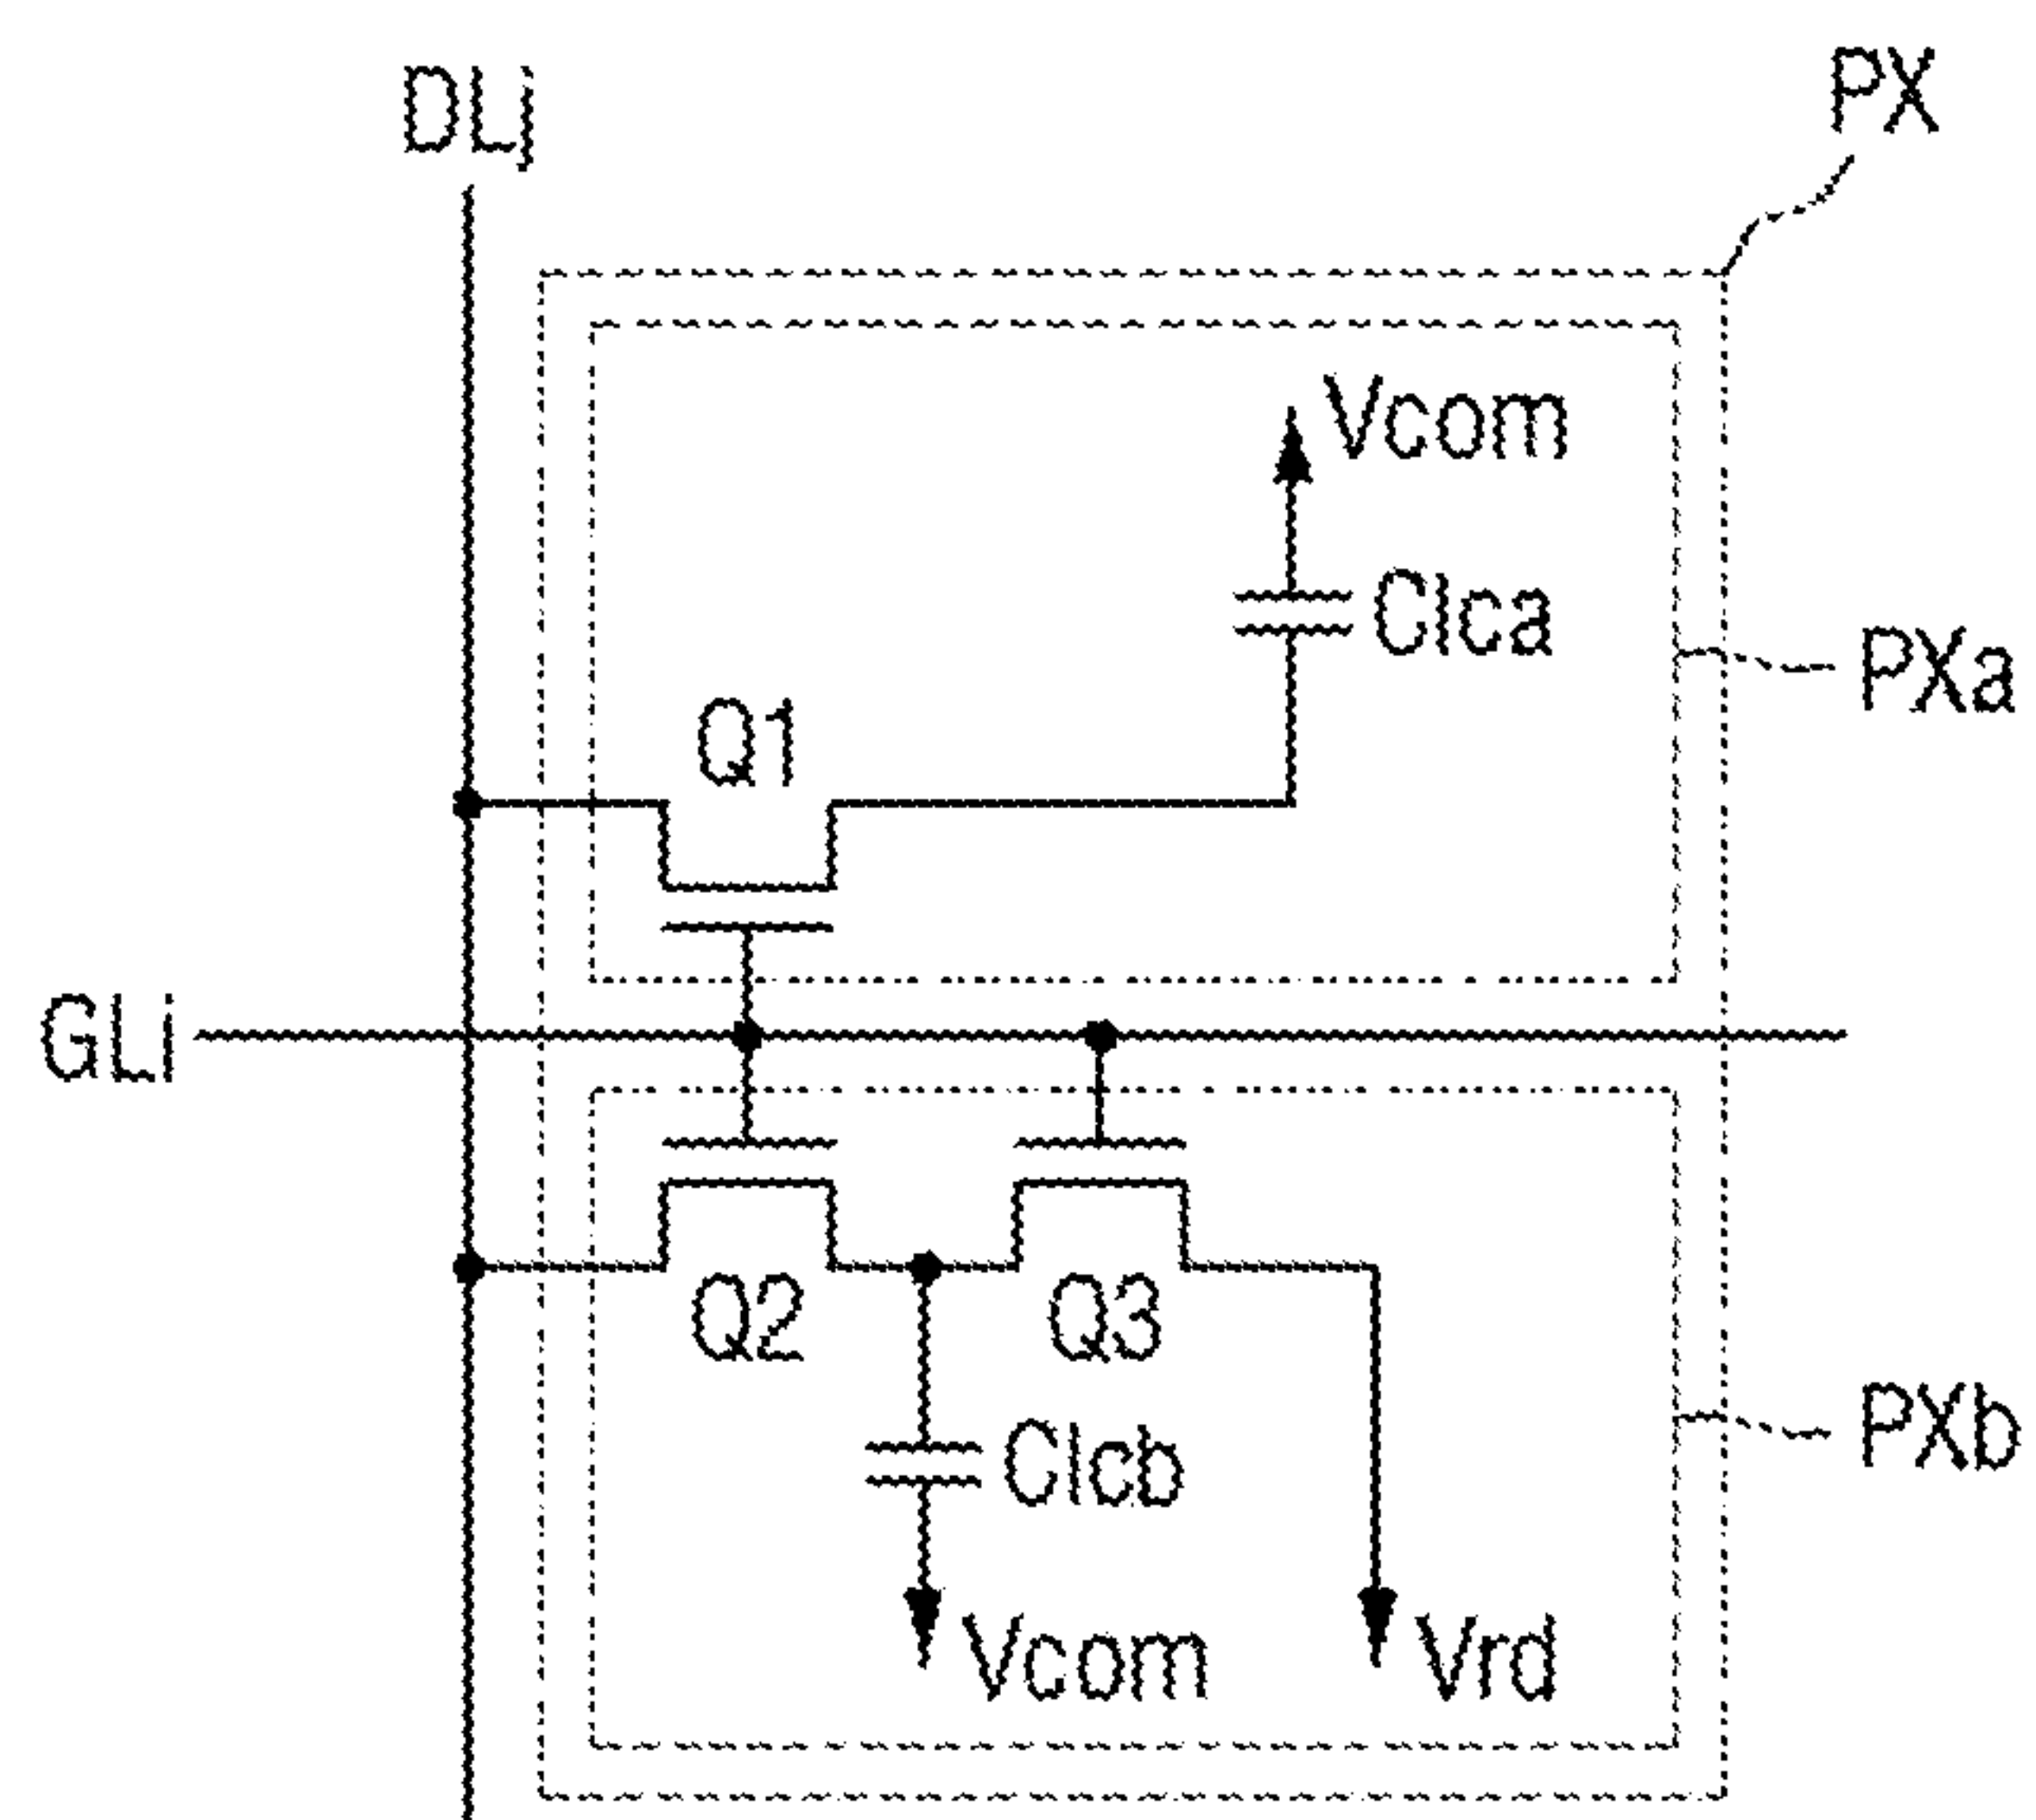 DLj
PX
Vcom
Clca
PXa
Q1
GLi
Q2
Q3
Clcb
PXb
Vcom
Vrd